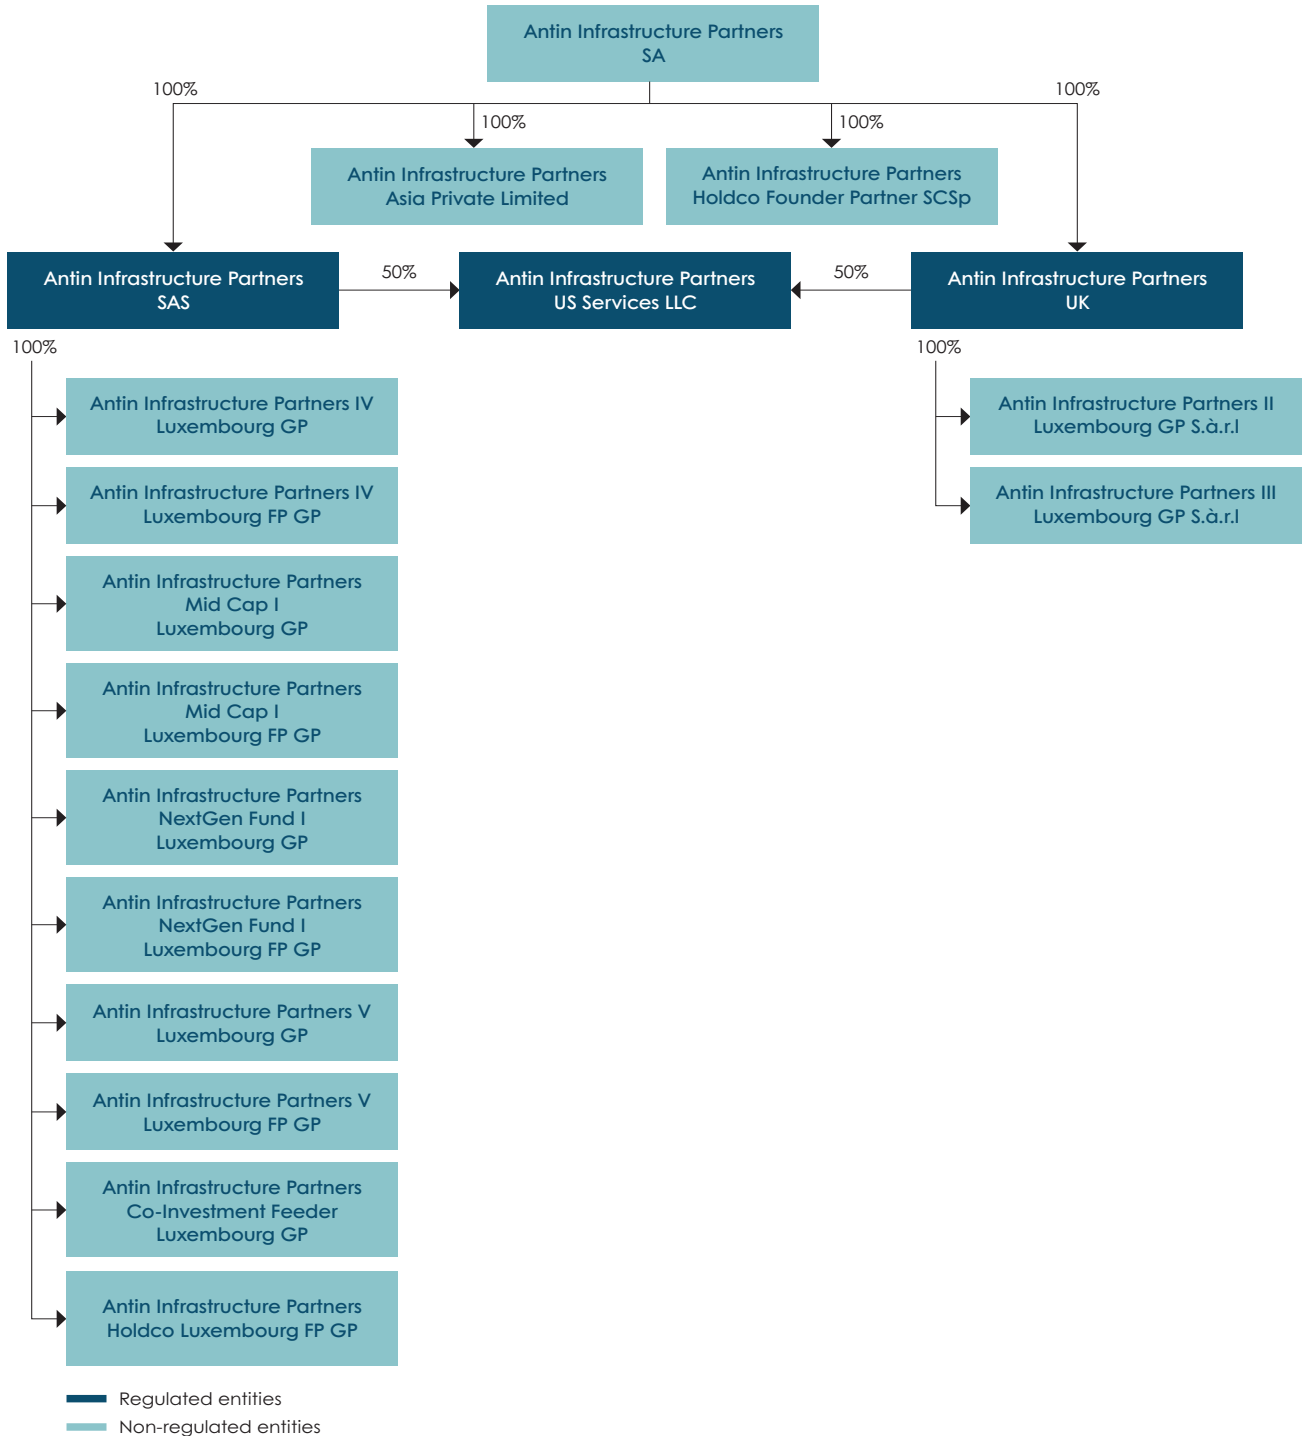 Antin Infrastructure Partners
SA
100%
100%
100%
100%
Antin Infrastructure Partners
Asia Private Limited
Antin Infrastructure Partners
Holdco Founder Partner SCSp
Antin Infrastructure Partners
SAS
50%
Antin Infrastructure Partners
US Services LLC
50%
Antin Infrastructure Partners
UK
100%
Antin Infrastructure Partners IV
Luxembourg GP
Antin Infrastructure Partners IV
Luxembourg FP GP
Antin Infrastructure Partners
Mid Cap I
Luxembourg GP
Antin Infrastructure Partners
Mid Cap I
Luxembourg FP GP
Antin Infrastructure Partners
NextGen Fund I
Luxembourg GP
Antin Infrastructure Partners
NextGen Fund I
Luxembourg FP GP
Antin Infrastructure Partners V
Luxembourg GP
Antin Infrastructure Partners V
Luxembourg FP GP
Antin Infrastructure Partners
Co-Investment Feeder
Luxembourg GP
Antin Infrastructure Partners
Holdco Luxembourg FP GP
100%
Antin Infrastructure Partners II
Luxembourg GP S.à.r.l
Antin Infrastructure Partners III
Luxembourg GP S.à.r.l
Regulated entities
Non-regulated entities